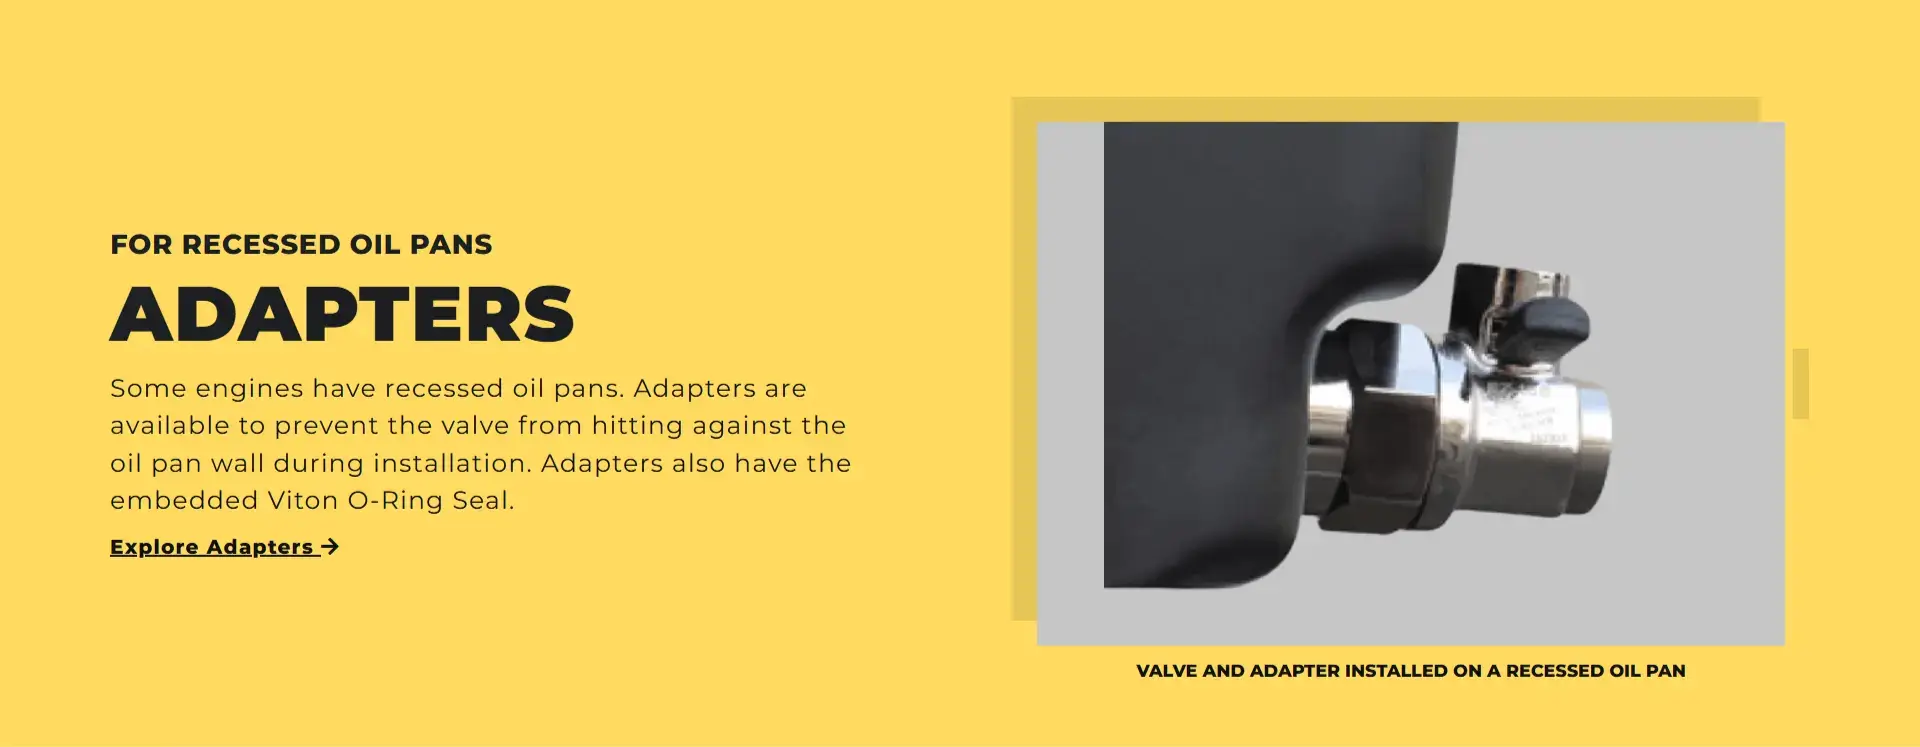 FOR RECESSED OIL PANS
ADAPTERS
Some engines have recessed oil pans. Adapters are
available to prevent the valve from hitting against the
oil pan wall during installation. Adapters also have the
embedded Viton O-Ring Seal.
Explore Adapters →
VALVE AND ADAPTER INSTALLED ON A RECESSED OIL PAN